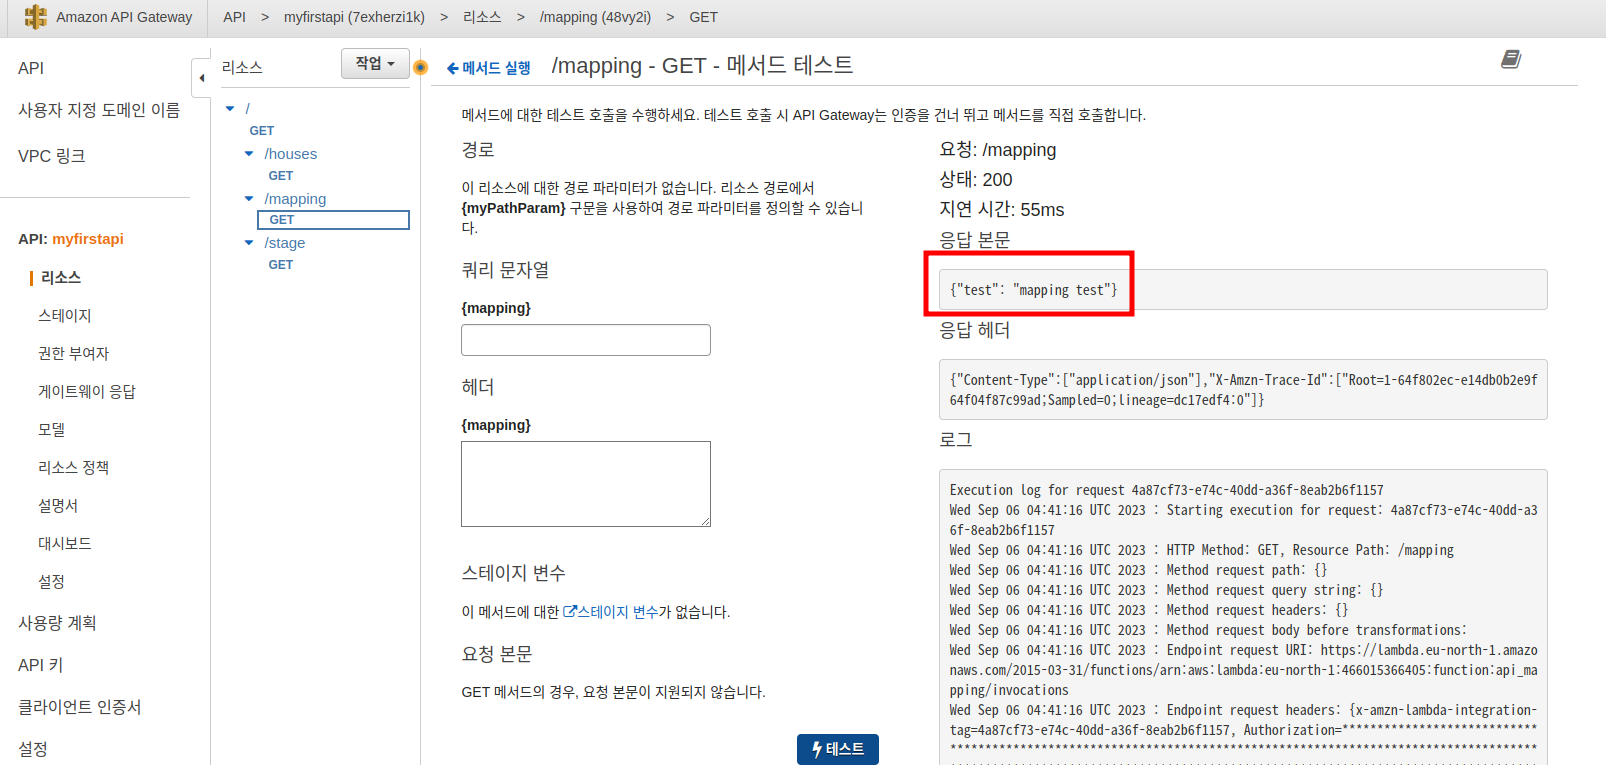 Amazon API Gateway
API > myfirstapi (7exherzi1k) > 리소스 > /mapping (48vy2i) > GET
API
사용자 지정 도메인 이름
VPC 링크
API: myfirstapi
리소스
스테이지
권한 부여자
게이트웨이 응답
모델
리소스 정책
설명서
대시보드
설정
사용량 계획
API 키
클라이언트 인증서
설정
리소스
작업
/
GET
/houses
GET
/mapping
GET
/stage
GET
메서드 실행
/mapping - GET - 메서드 테스트
메서드에 대한 테스트 호출을 수행하세요. 테스트 호출 시 API Gateway는 인증을 건너 뛰고 메서드를 직접 호출합니다.
경로
이 리소스에 대한 경로 파라미터가 없습니다. 리소스 경로에서
{myPathParam} 구문을 사용하여 경로 파라미터를 정의할 수 있습니
다.
쿼리 문자열
{mapping}
헤더
{mapping}
스테이지 변수
이 메서드에 대한 스테이지 변수가 없습니다.
요청 본문
GET 메서드의 경우, 요청 본문이 지원되지 않습니다.
테스트
요청: /mapping
상태: 200
지연 시간: 55ms
응답 본문
{"test": "mapping test"}
응답 헤더
{"Content-Type":["application/json"],"X-Amzn-Trace-Id":["Root=1-64f802ec-e14db0b2e9f
64f04f87c99ad;Sampled=0;lineage=dc17edf4:0"]}
로그
Execution log for request 4a87cf73-e74c-40dd-a36f-8eab2b6f1157
Wed Sep 06 04:41:16 UTC 2023 : Starting execution for request: 4a87cf73-e74c-40dd-a3
6f-8eab2b6f1157
Wed Sep 06 04:41:16 UTC 2023 : HTTP Method: GET, Resource Path: /mapping
Wed Sep 06 04:41:16 UTC 2023 : Method request path: {}
Wed Sep 06 04:41:16 UTC 2023 : Method request query string: {}
Wed Sep 06 04:41:16 UTC 2023 : Method request headers: {}
Wed Sep 06 04:41:16 UTC 2023 : Method request body before transformations:
Wed Sep 06 04:41:16 UTC 2023 : Endpoint request URI: https://lambda.eu-north-1.amazo
naws.com/2015-03-31/functions/arn:aws:lambda:eu-north-1:466015366405:function:api_ma
pping/invocations
Wed Sep 06 04:41:16 UTC 2023 : Endpoint request headers: {x-amzn-lambda-integration-
tag=4a87cf73-e74c-40dd-a36f-8eab2b6f1157, Authorization=****************************
************************************************************************************